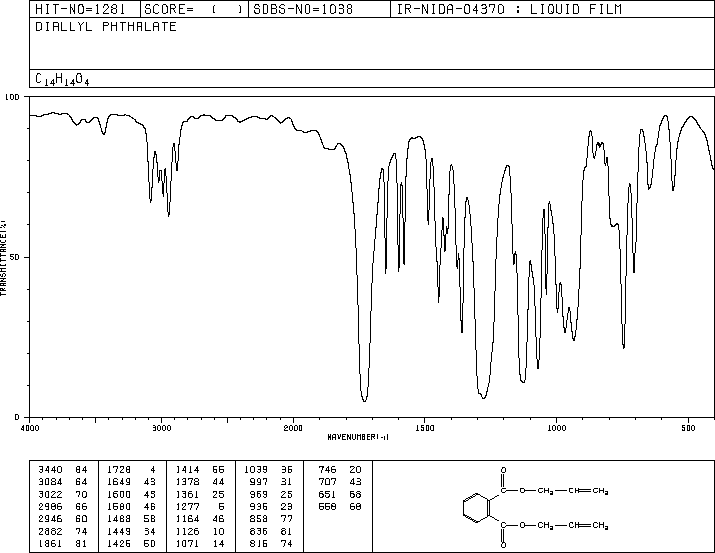 HIT-NO=1281 SCORE= ( ) SDBS-NO=1038 IR-NIDA-04370 : LIQUID FILM
DIALLYL PHTHALATE
C14H14O4
100
50
0
TRANSMITTANCE(%)
4000 3000 2000 1500 1000 500
WAVENUMBER(-1)
3440 84 1728 4 1414 66 1039 36 746 20
3084 64 1649 43 1378 44 997 31 707 43
3022 70 1600 45 1361 25 969 25 651 68
2986 66 1580 46 1277 5 936 23 558 68
2946 60 1488 58 1164 46 858 77
2882 74 1449 34 1126 10 836 81
1861 81 1426 50 1071 14 816 74
O
C—O—CH2—CH=CH2
C—O—CH2—CH=CH2
O